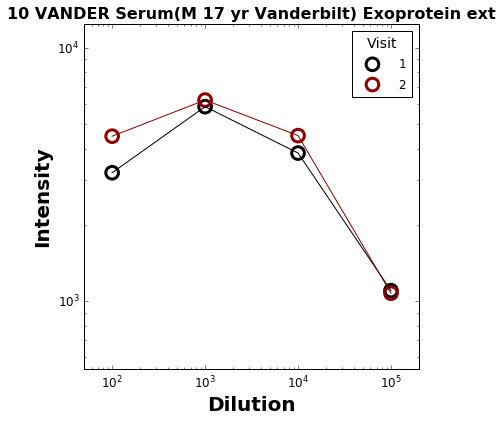 10 VANDER Serum(M 17 yr Vanderbilt) Exoprotein ext
Visit
1
2
10^4
10^3
Intensity
10^2 10^3 10^4 10^5
Dilution